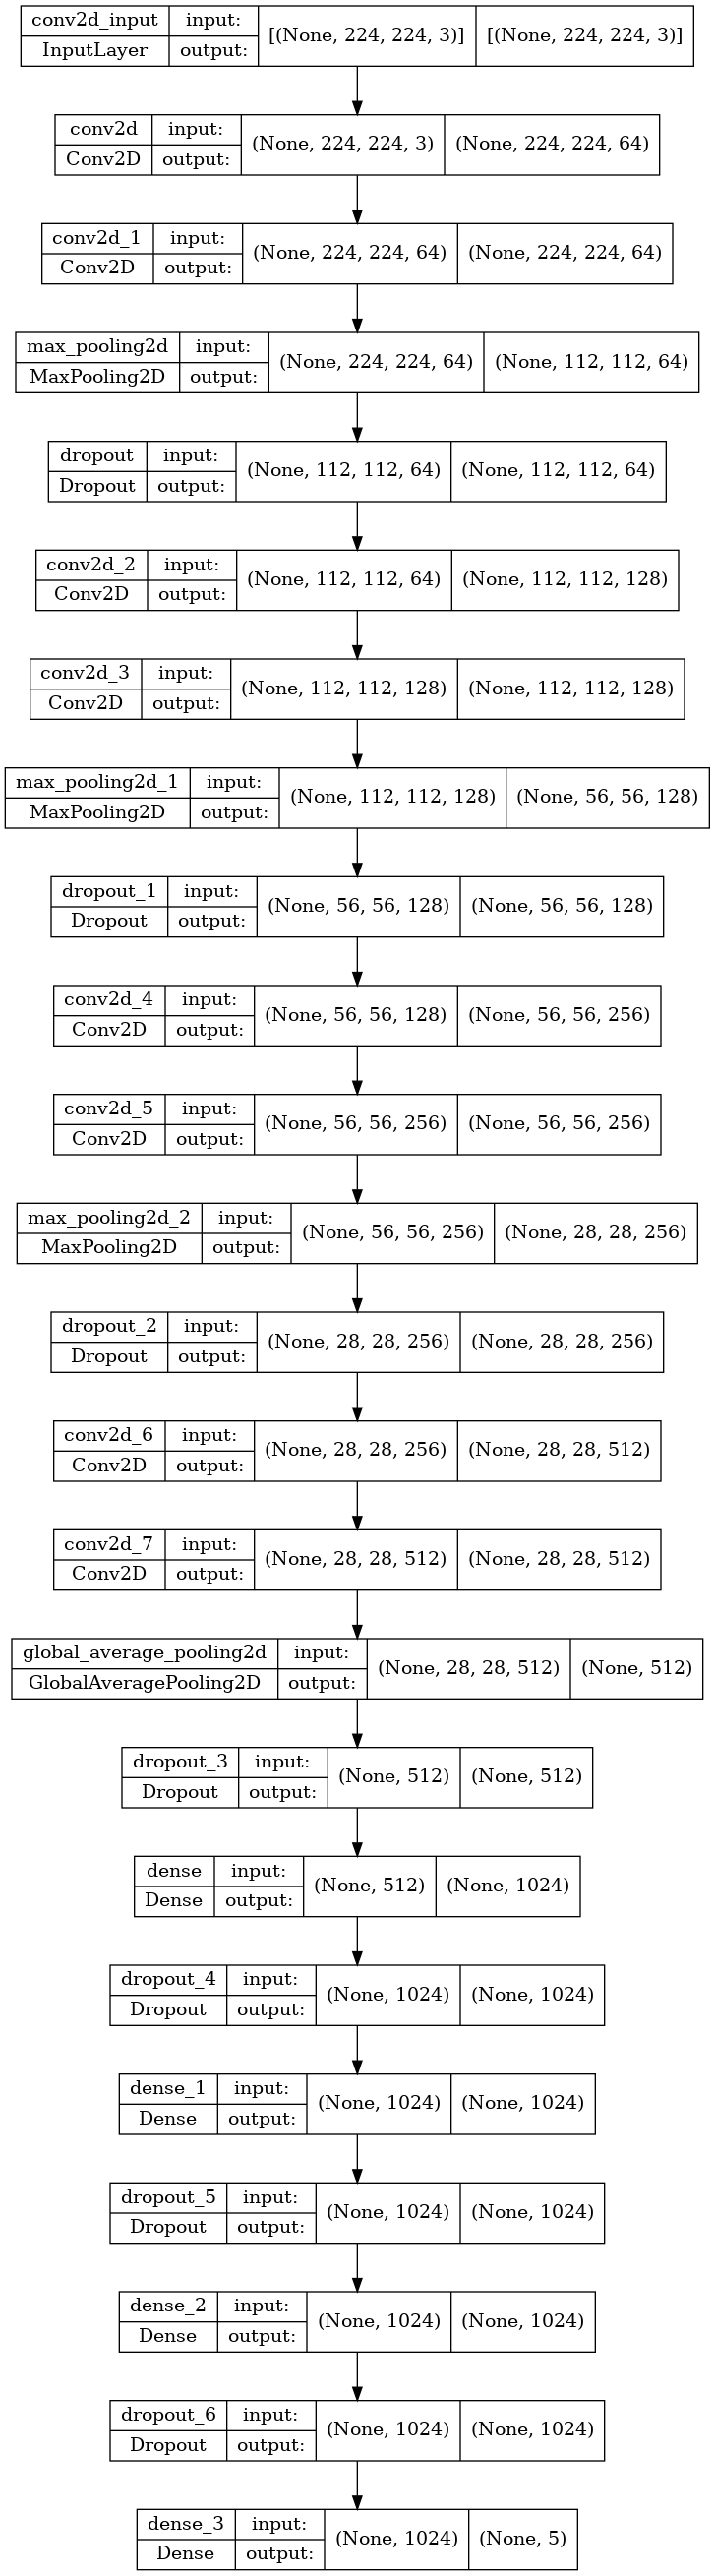 conv2d_input input: [(None, 224, 224, 3)] [(None, 224, 224, 3)]
InputLayer output:
conv2d input: (None, 224, 224, 3) (None, 224, 224, 64)
Conv2D output:
conv2d_1 input: (None, 224, 224, 64) (None, 224, 224, 64)
Conv2D output:
max_pooling2d input: (None, 224, 224, 64) (None, 112, 112, 64)
MaxPooling2D output:
dropout input: (None, 112, 112, 64) (None, 112, 112, 64)
Dropout output:
conv2d_2 input: (None, 112, 112, 64) (None, 112, 112, 128)
Conv2D output:
conv2d_3 input: (None, 112, 112, 128) (None, 112, 112, 128)
Conv2D output:
max_pooling2d_1 input: (None, 112, 112, 128) (None, 56, 56, 128)
MaxPooling2D output:
dropout_1 input: (None, 56, 56, 128) (None, 56, 56, 128)
Dropout output:
conv2d_4 input: (None, 56, 56, 128) (None, 56, 56, 256)
Conv2D output:
conv2d_5 input: (None, 56, 56, 256) (None, 56, 56, 256)
Conv2D output:
max_pooling2d_2 input: (None, 56, 56, 256) (None, 28, 28, 256)
MaxPooling2D output:
dropout_2 input: (None, 28, 28, 256) (None, 28, 28, 256)
Dropout output:
conv2d_6 input: (None, 28, 28, 256) (None, 28, 28, 512)
Conv2D output:
conv2d_7 input: (None, 28, 28, 512) (None, 28, 28, 512)
Conv2D output:
global_average_pooling2d input: (None, 28, 28, 512) (None, 512)
GlobalAveragePooling2D output:
dropout_3 input: (None, 512) (None, 512)
Dropout output:
dense input: (None, 512) (None, 1024)
Dense output:
dropout_4 input: (None, 1024) (None, 1024)
Dropout output:
dense_1 input: (None, 1024) (None, 1024)
Dense output:
dropout_5 input: (None, 1024) (None, 1024)
Dropout output:
dense_2 input: (None, 1024) (None, 1024)
Dense output:
dropout_6 input: (None, 1024) (None, 1024)
Dropout output:
dense_3 input: (None, 1024) (None, 5)
Dense output: